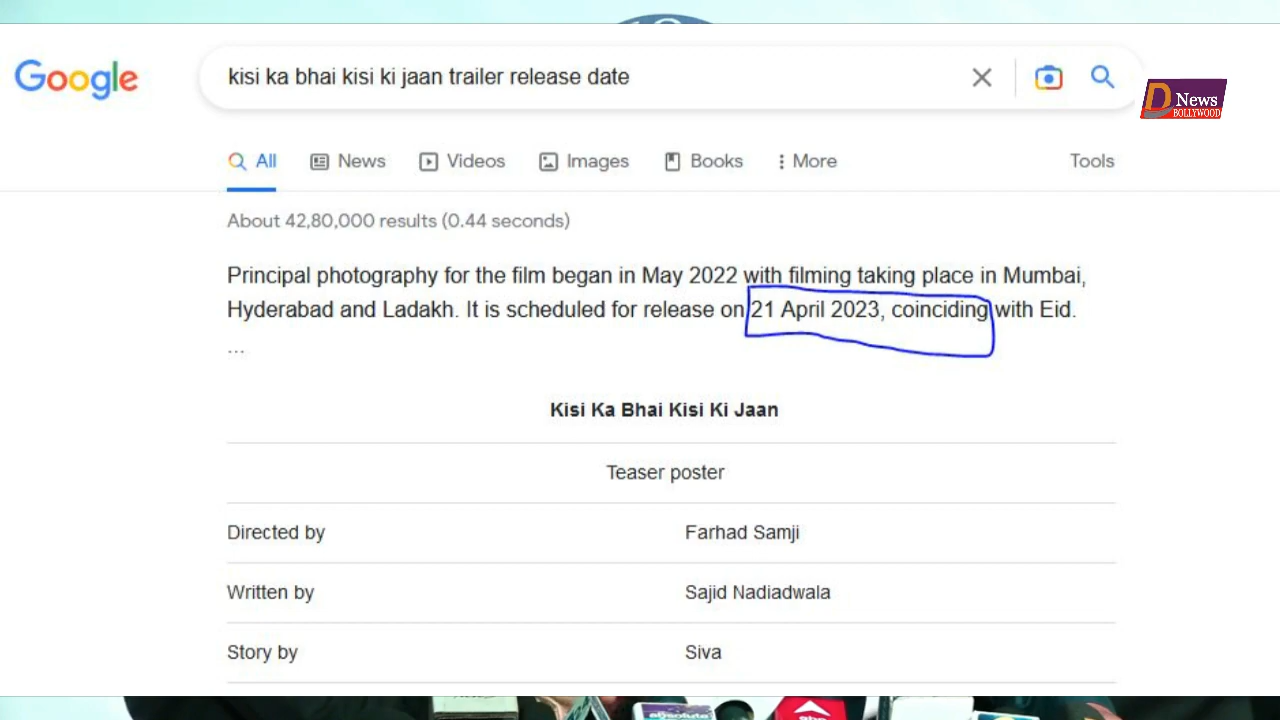 Google
kisi ka bhai kisi ki jaan trailer release date
D News
BOLLYWOOD
All News Videos Images Books More Tools
About 42,80,000 results (0.44 seconds)
Principal photography for the film began in May 2022 with filming taking place in Mumbai,
Hyderabad and Ladakh. It is scheduled for release on 21 April 2023, coinciding with Eid.
...
Kisi Ka Bhai Kisi Ki Jaan
Teaser poster
Directed by Farhad Samji
Written by Sajid Nadiadwala
Story by Siva